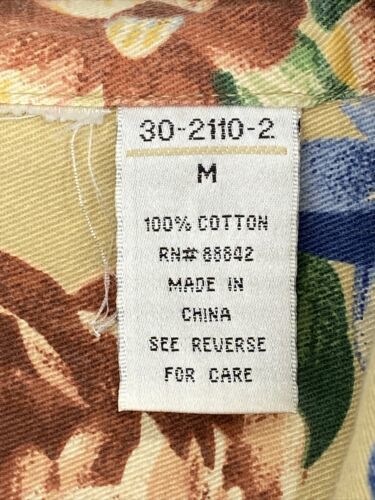 30-2110-2
M
100% COTTON
RN# 88842
MADE IN
CHINA
SEE REVERSE
FOR CARE